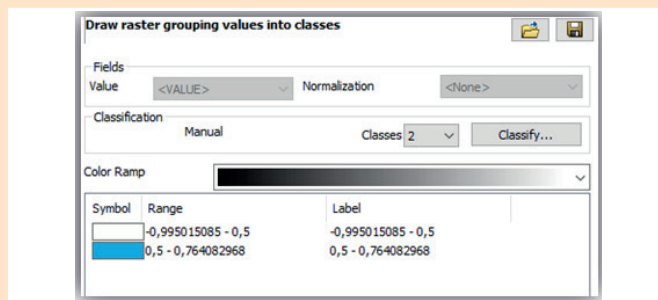 Draw raster grouping values into classes
Fields
Value <VALUE> Normalization <None>
Classification
Manual Classes 2 Classify...
Color Ramp
Symbol Range Label
-0,995015085 - 0,5 -0,995015085 - 0,5
0,5 - 0,764082968 0,5 - 0,764082968